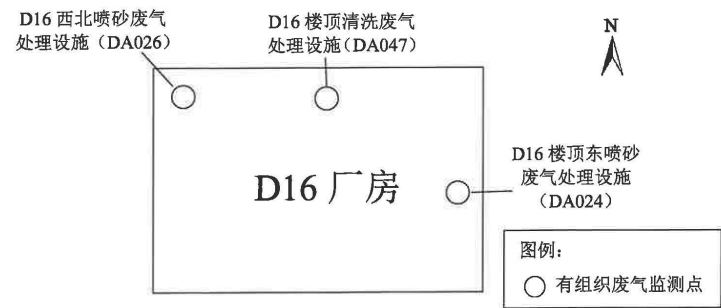 D16 西北喷砂废气
处理设施（DA026）
D16 楼顶清洗废气
处理设施（DA047）
N
D16 厂房
D16 楼顶东喷砂
废气处理设施
（DA024）
图例：
有组织废气监测点